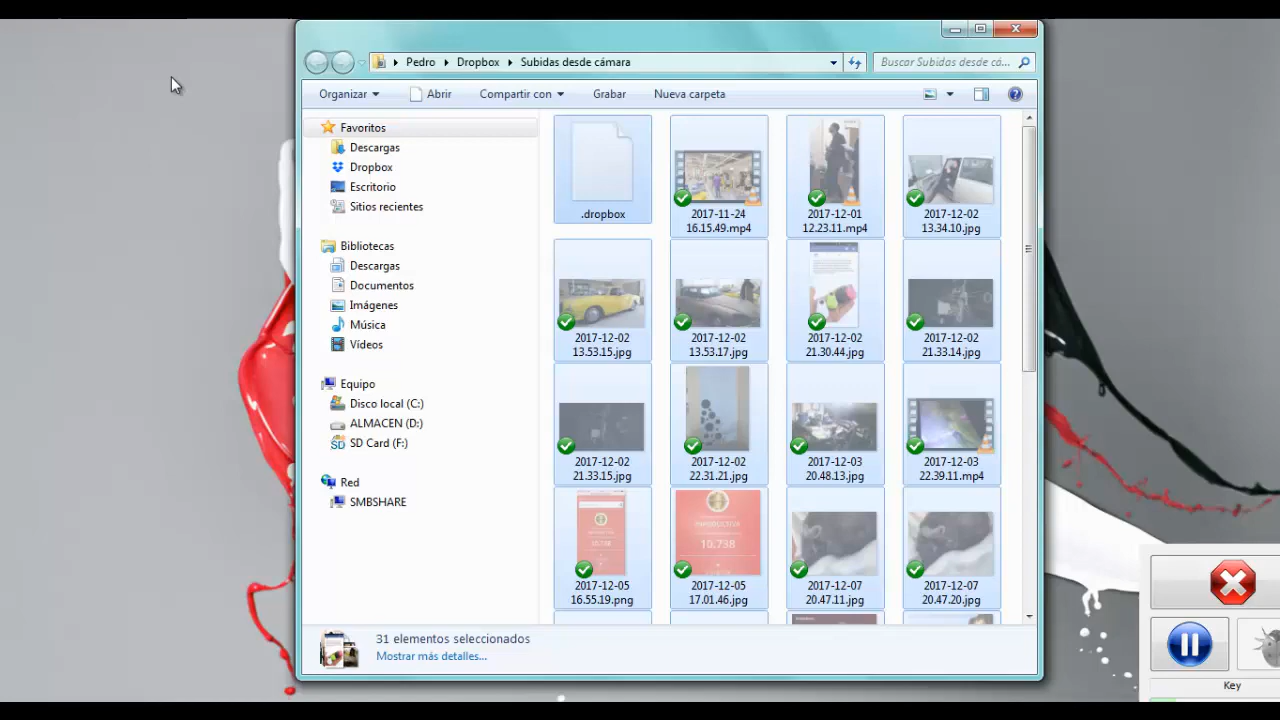 Pedro Dropbox Subidas desde cámara
Buscar Subidas desde cá...
Organizar Abrir Compartir con Grabar Nueva carpeta
Favoritos
Descargas
Dropbox
Escritorio
Sitios recientes
Bibliotecas
Descargas
Documentos
Imágenes
Música
Vídeos
Equipo
Disco local (C:)
ALMACEN (D:)
SD Card (F:)
Red
SMBSHARE
.dropbox
2017-11-24
16.15.49.mp4
2017-12-01
12.23.11.mp4
2017-12-02
13.34.10.jpg
2017-12-02
13.53.15.jpg
2017-12-02
13.53.17.jpg
2017-12-02
21.30.44.jpg
2017-12-02
21.33.14.jpg
2017-12-02
21.33.15.jpg
2017-12-02
22.31.21.jpg
2017-12-03
20.48.13.jpg
2017-12-03
22.39.11.mp4
10.738
2017-12-05
16.55.19.png
10.738
2017-12-05
17.01.46.jpg
2017-12-07
20.47.11.jpg
2017-12-07
20.47.20.jpg
31 elementos seleccionados
Mostrar más detalles...
Key